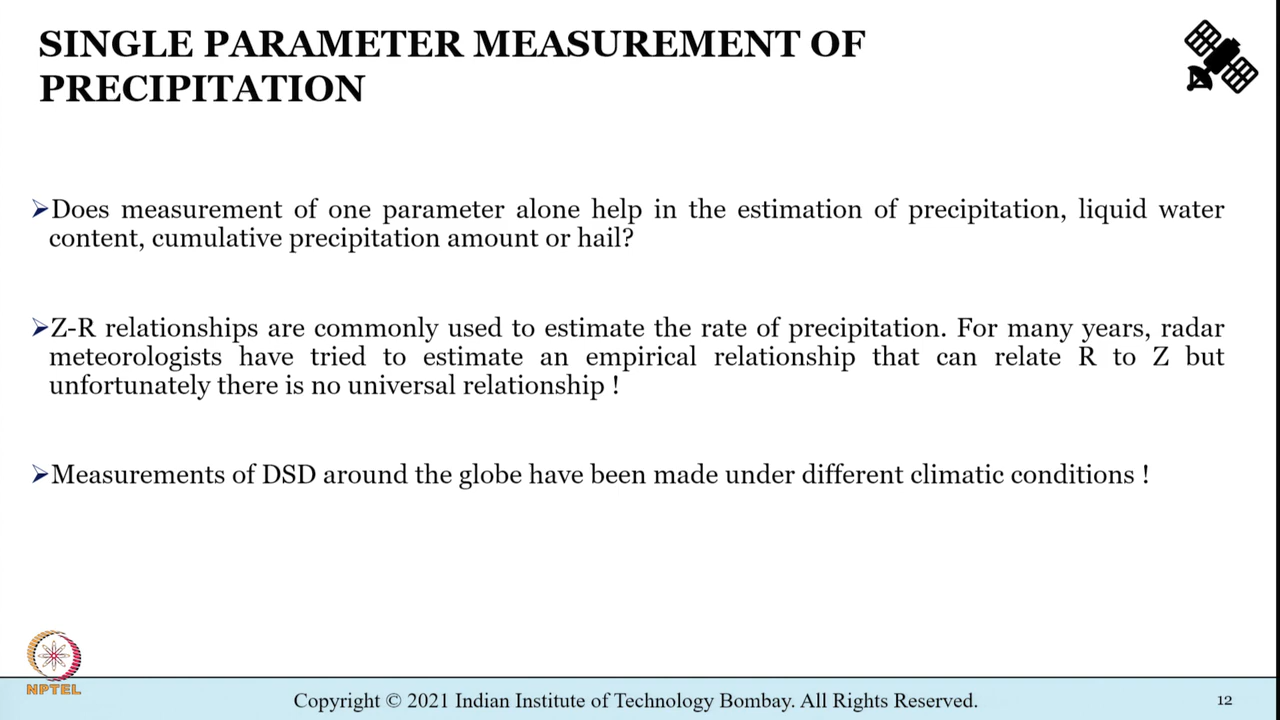 SINGLE PARAMETER MEASUREMENT OF
PRECIPITATION
➢Does measurement of one parameter alone help in the estimation of precipitation, liquid water
content, cumulative precipitation amount or hail?
➢Z-R relationships are commonly used to estimate the rate of precipitation. For many years, radar
meteorologists have tried to estimate an empirical relationship that can relate R to Z but
unfortunately there is no universal relationship !
➢Measurements of DSD around the globe have been made under different climatic conditions !
NPTEL
Copyright © 2021 Indian Institute of Technology Bombay. All Rights Reserved.
12